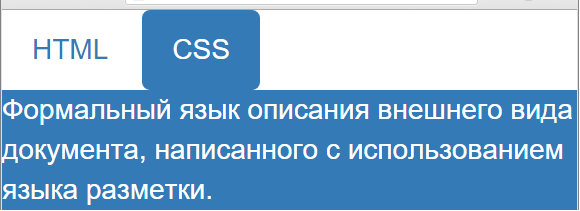 HTML CSS
Формальный язык описания внешнего вида
документа, написанного с использованием
языка разметки.